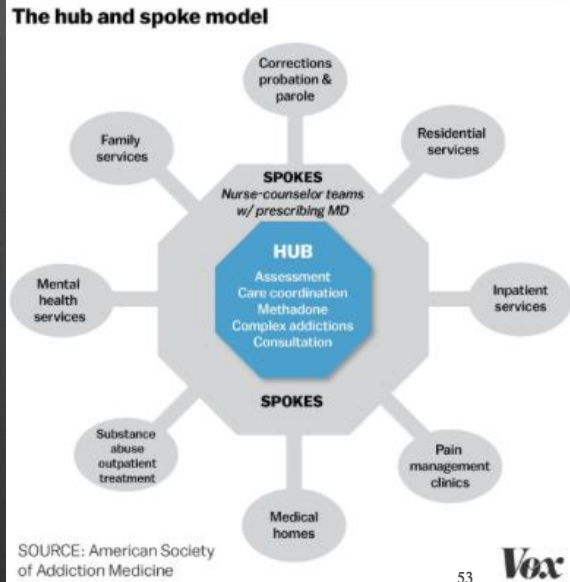 The hub and spoke model
Corrections
probation &
parole
Family
services
Residential
services
SPOKES
Nurse-counselor teams
w/ prescribing MD
HUB
Assessment
Care coordination
Methadone
Complex addictions
Consultation
Mental
health
services
Inpatient
services
SPOKES
Substance
abuse
outpatient
treatment
Pain
management
clinics
Medical
homes
SOURCE: American Society
of Addiction Medicine
53
Vox